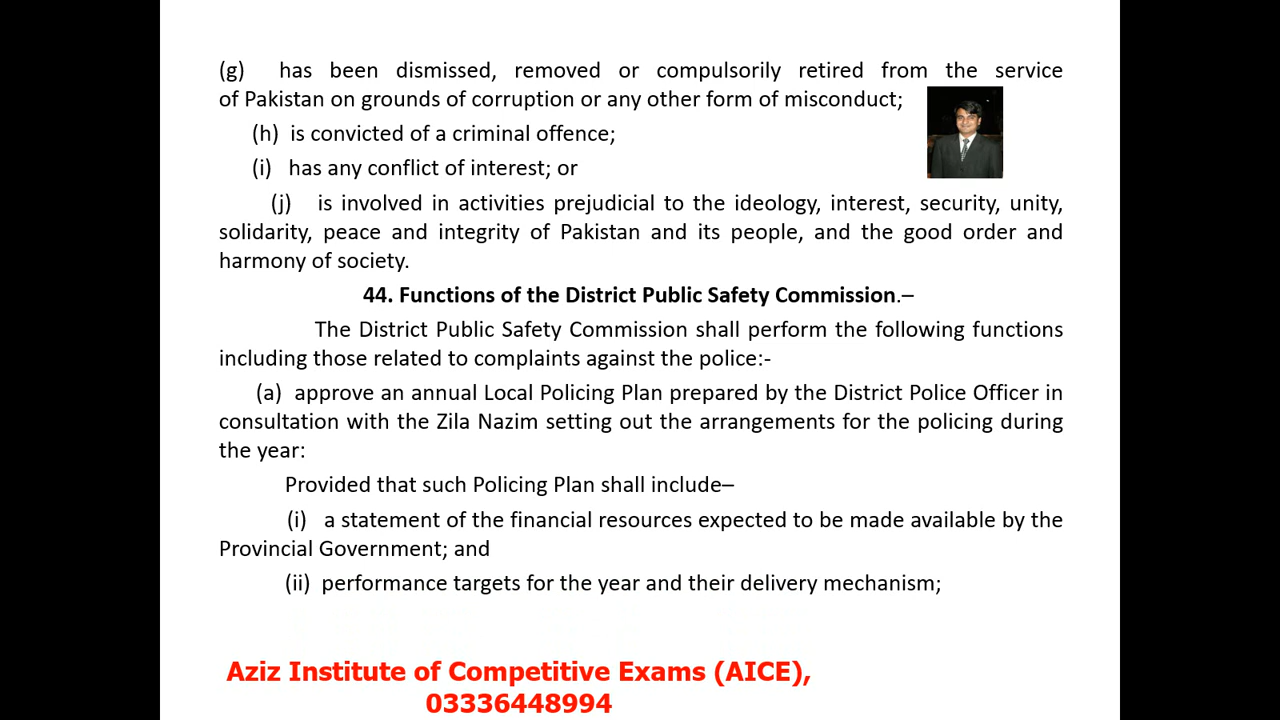 (g) has been dismissed, removed or compulsorily retired from the service
of Pakistan on grounds of corruption or any other form of misconduct;
(h) is convicted of a criminal offence;
(i) has any conflict of interest; or
(j) is involved in activities prejudicial to the ideology, interest, security, unity,
solidarity, peace and integrity of Pakistan and its people, and the good order and
harmony of society.
44. Functions of the District Public Safety Commission.–
The District Public Safety Commission shall perform the following functions
including those related to complaints against the police:-
(a) approve an annual Local Policing Plan prepared by the District Police Officer in
consultation with the Zila Nazim setting out the arrangements for the policing during
the year:
Provided that such Policing Plan shall include–
(i) a statement of the financial resources expected to be made available by the
Provincial Government; and
(ii) performance targets for the year and their delivery mechanism;
Aziz Institute of Competitive Exams (AICE),
03336448994